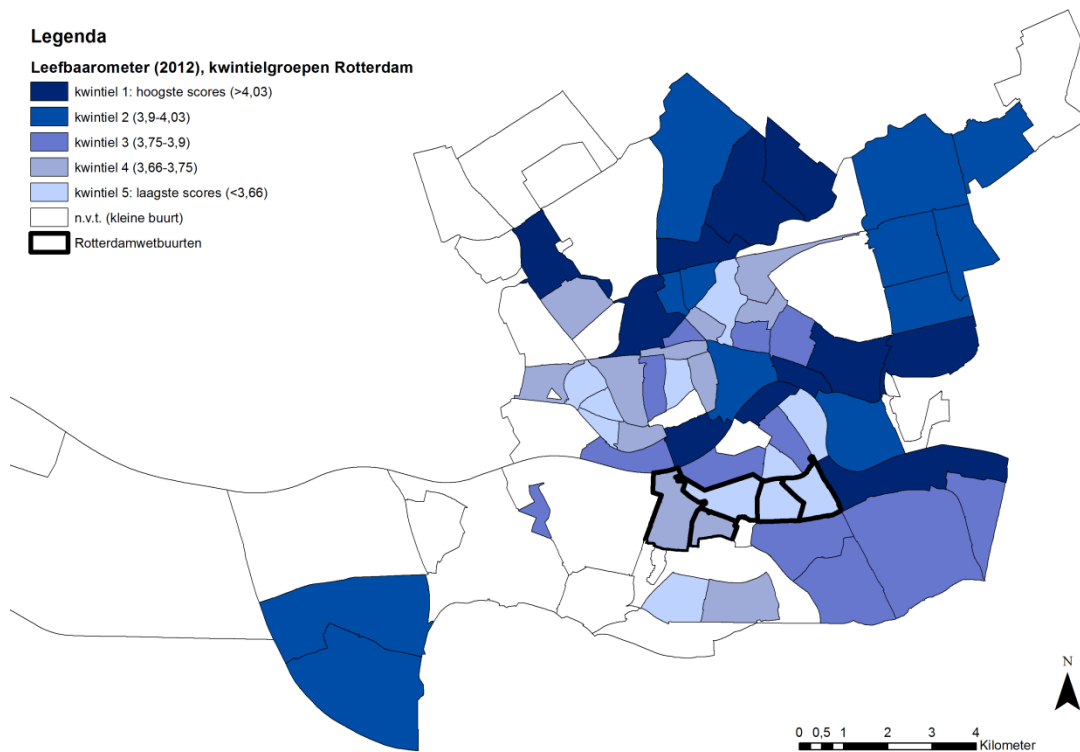 Legenda
Leefbaarometer (2012), kwintielgroepen Rotterdam
kwintiel 1: hoogste scores (>4,03)
kwintiel 2 (3,9-4,03)
kwintiel 3 (3,75-3,9)
kwintiel 4 (3,66-3,75)
kwintiel 5: laagste scores (<3,66)
n.v.t. (kleine buurt)
Rotterdamwetbuurten
N
0 0,5 1 2 3 4
Kilometer